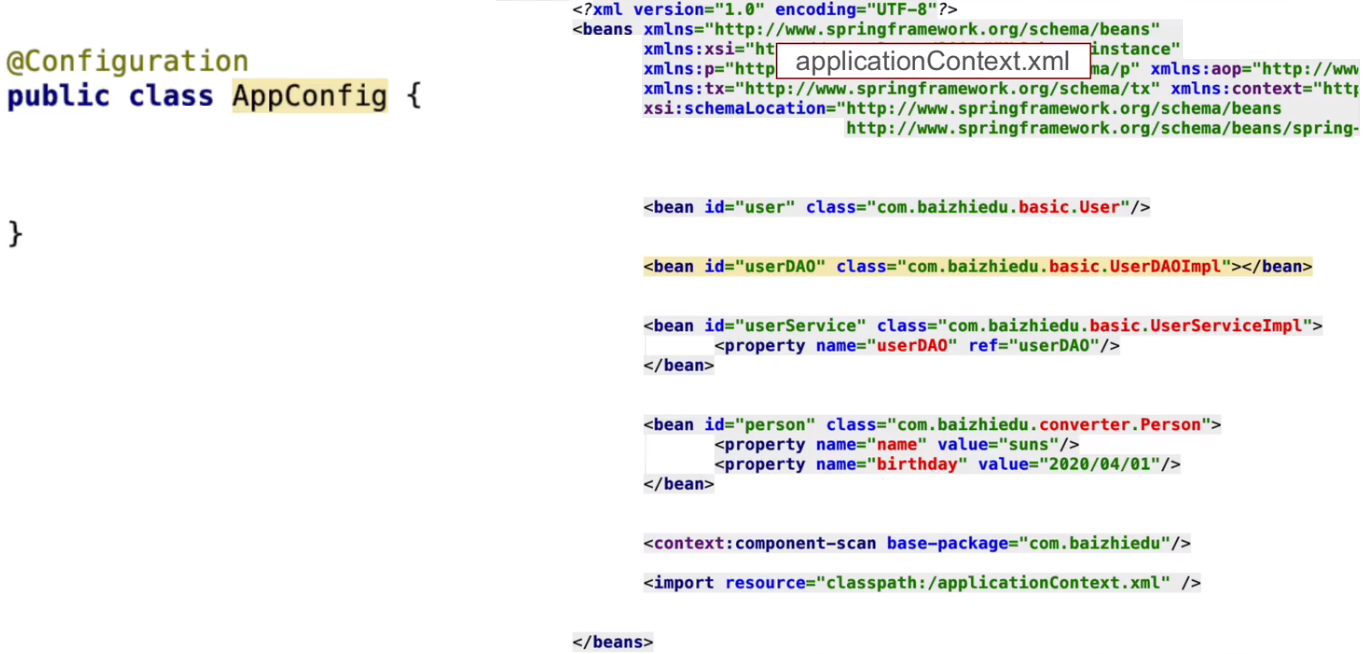 @Configuration
public class AppConfig {
}
<?xml version="1.0" encoding="UTF-8"?>
<beans xmlns="http://www.springframework.org/schema/beans"
xmlns:xsi="ht instance"
applicationContext.xml
xmlns:p="http ma/p" xmlns:aop="http://www
xmlns:tx="http://www.springframework.org/schema/tx" xmlns:context="http
xsi:schemaLocation="http://www.springframework.org/schema/beans
http://www.springframework.org/schema/beans/spring-
<bean id="user" class="com.baizhiedu.basic.User"/>
<bean id="userDAO" class="com.baizhiedu.basic.UserDAOImpl"></bean>
<bean id="userService" class="com.baizhiedu.basic.UserServiceImpl">
<property name="userDAO" ref="userDAO"/>
</bean>
<bean id="person" class="com.baizhiedu.converter.Person">
<property name="name" value="suns"/>
<property name="birthday" value="2020/04/01"/>
</bean>
<context:component-scan base-package="com.baizhiedu"/>
<import resource="classpath:/applicationContext.xml" />
</beans>